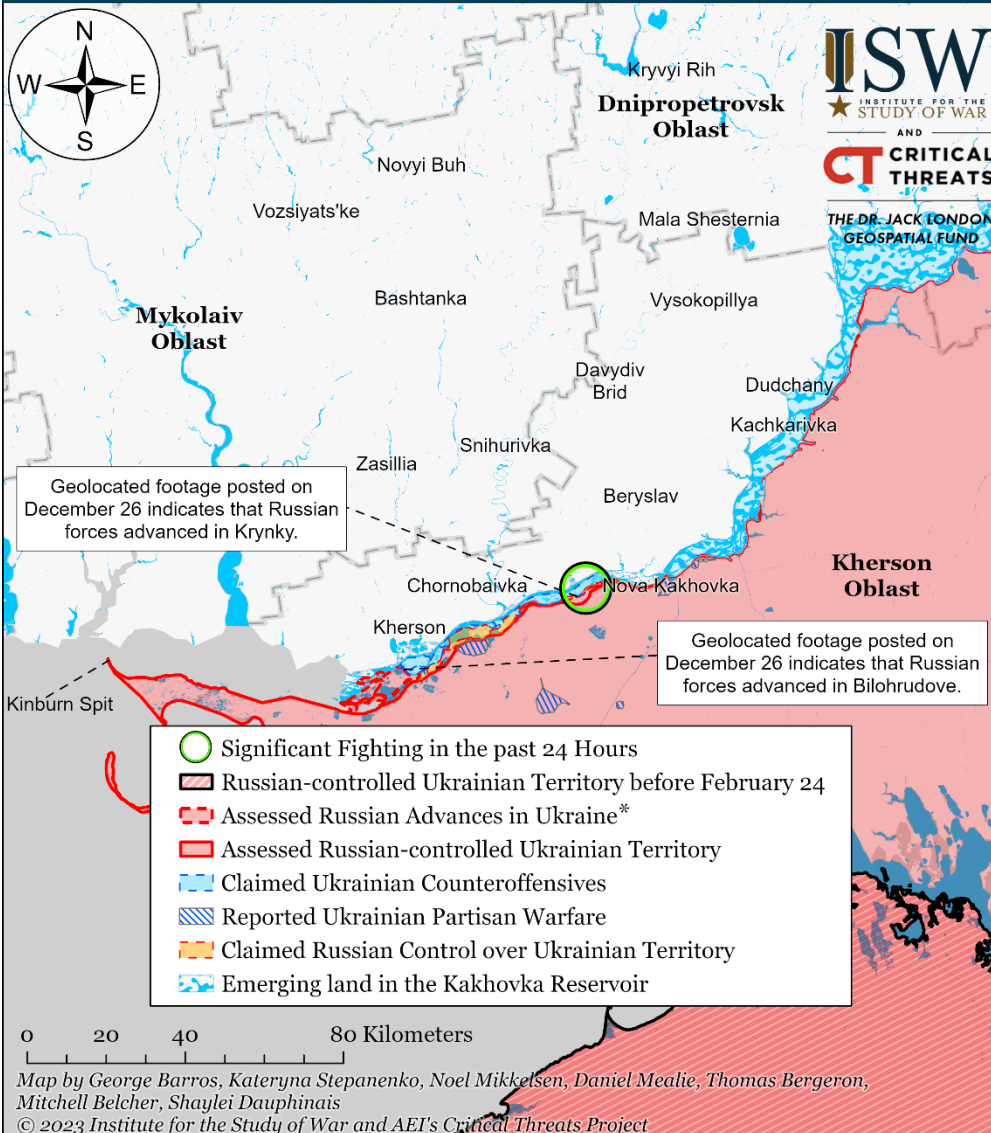 N
W
E
S
ISW
INSTITUTE FOR THE
STUDY OF WAR
AND
CT CRITICAL
THREATS
THE DR. JACK LONDON
GEOSPATIAL FUND
Kryvyi Rih
Dnipropetrovsk
Oblast
Novyi Buh
Vozsiyats'ke
Mala Shesternia
Bashtanka
Vysokopillya
Mykolaiv
Oblast
Davydiv
Brid
Dudchany
Kachkarivka
Snihurivka
Zasillia
Beryslav
Geolocated footage posted on
December 26 indicates that Russian
forces advanced in Krynky.
Kherson
Oblast
Chornobaivka
Nova Kakhovka
Kherson
Geolocated footage posted on
December 26 indicates that Russian
forces advanced in Bilohrudove.
Kinburn Spit
Significant Fighting in the past 24 Hours
Russian-controlled Ukrainian Territory before February 24
Assessed Russian Advances in Ukraine*
Assessed Russian-controlled Ukrainian Territory
Claimed Ukrainian Counteroffensives
Reported Ukrainian Partisan Warfare
Claimed Russian Control over Ukrainian Territory
Emerging land in the Kakhovka Reservoir
0 20 40 80 Kilometers
Map by George Barros, Kateryna Stepanenko, Noel Mikkelsen, Daniel Mealie, Thomas Bergeron,
Mitchell Belcher, Shaylei Dauphinais
© 2023 Institute for the Study of War and AEI's Critical Threats Project